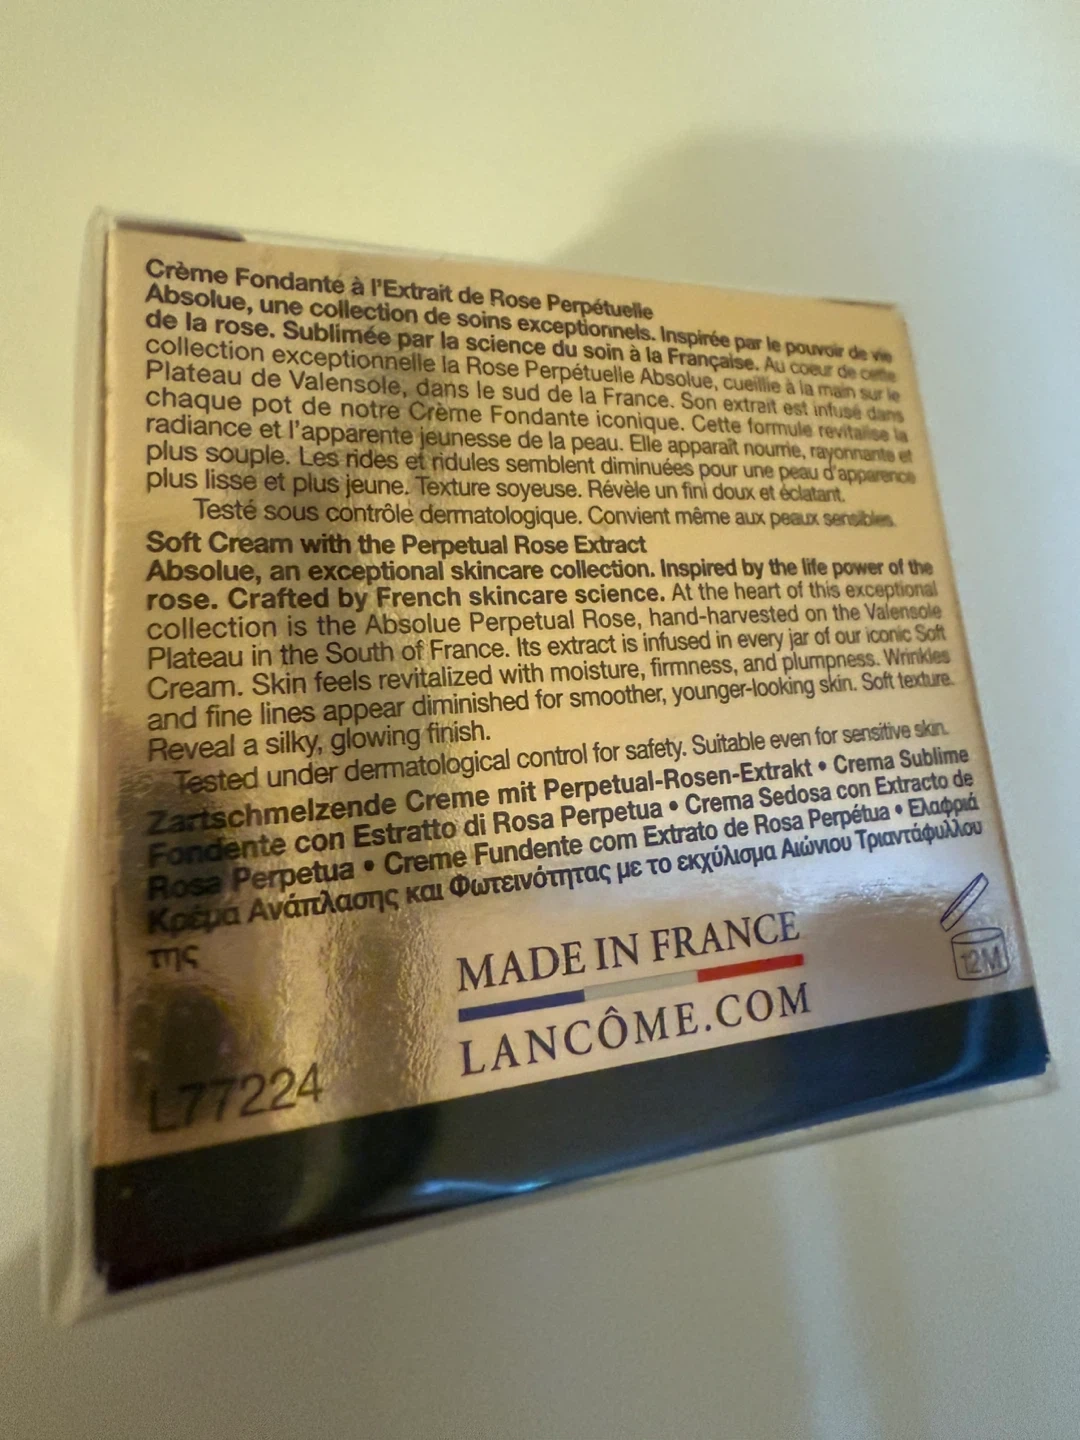 Crème Fondante à l'Extrait de Rose Perpétuelle
Absolue, une collection de soins exceptionnels. Inspirée par le pouvoir de vie
de la rose. Sublimée par la science du soin à la Française. Au coeur de cette
collection exceptionnelle la Rose Perpétuelle Absolue, cueillie à la main sur le
Plateau de Valensole, dans le sud de la France. Son extrait est infusé dans
chaque pot de notre Crème Fondante iconique. Cette formule revitalise la
radiance et l'apparente jeunesse de la peau. Elle apparaît nourrie, rayonnante et
plus souple. Les rides et ridules semblent diminuées pour une peau d'apparence
plus lisse et plus jeune. Texture soyeuse. Révèle un fini doux et éclatant.
Testé sous contrôle dermatologique. Convient même aux peaux sensibles.
Soft Cream with the Perpetual Rose Extract
Absolue, an exceptional skincare collection. Inspired by the life power of the
rose. Crafted by French skincare science. At the heart of this exceptional
collection is the Absolue Perpetual Rose, hand-harvested on the Valensole
Plateau in the South of France. Its extract is infused in every jar of our iconic Soft
Cream. Skin feels revitalized with moisture, firmness, and plumpness. Wrinkles
and fine lines appear diminished for smoother, younger-looking skin. Soft texture.
Reveal a silky, glowing finish.
Tested under dermatological control for safety. Suitable even for sensitive skin.
Zartschmelzende Creme mit Perpetual-Rosen-Extrakt • Crema Sublime
Fondente con Estratto di Rosa Perpetua • Crema Sedosa con Extracto de
Rosa Perpetua • Creme Fundente com Extrato de Rosa Perpétua • Ελαφριά
Κρέμα Ανάπλασης και Φωτεινότητας με το εκχύλισμα Αιώνιου Τριαντάφυλλου
της
MADE IN FRANCE
12M
LANCÔME.COM
L77224